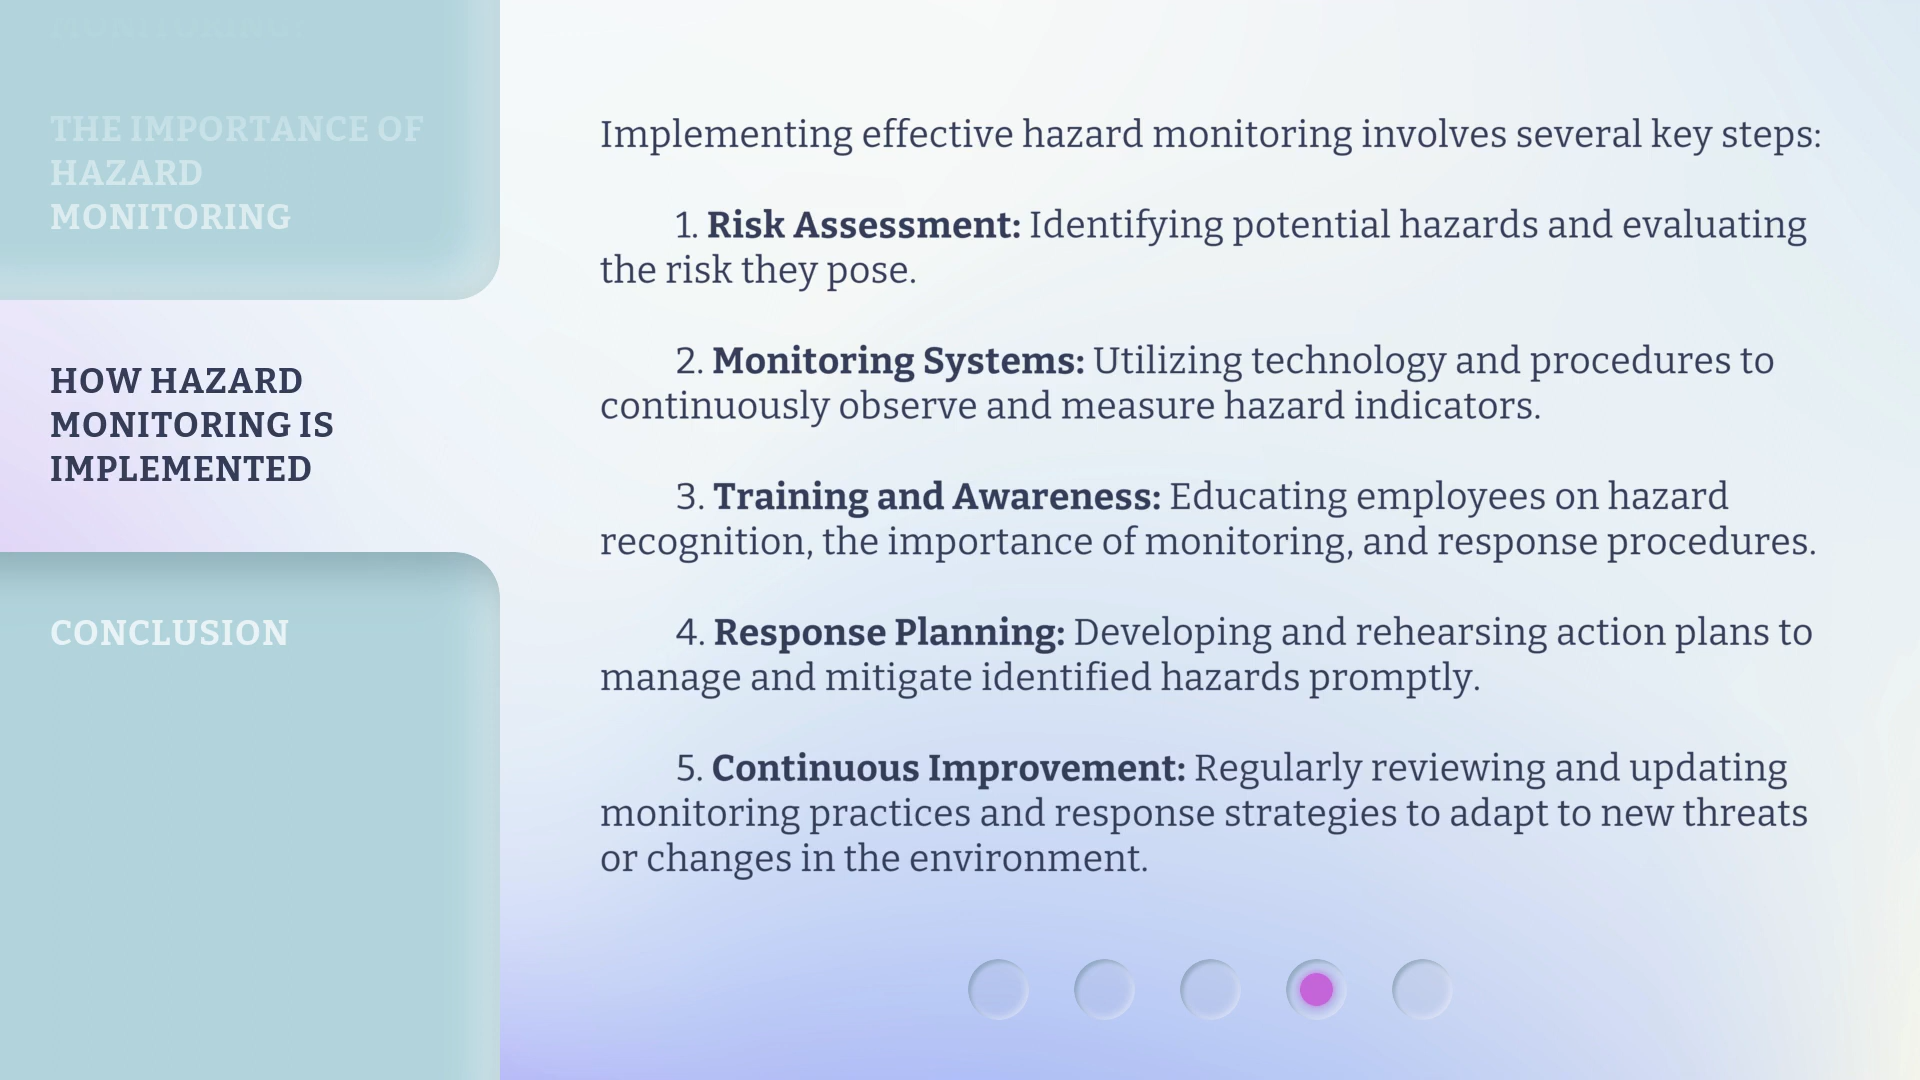 MONITORING?
THE IMPORTANCE OF
HAZARD
MONITORING
HOW HAZARD
MONITORING IS
IMPLEMENTED
CONCLUSION
Implementing effective hazard monitoring involves several key steps:
1. Risk Assessment: Identifying potential hazards and evaluating
the risk they pose.
2. Monitoring Systems: Utilizing technology and procedures to
continuously observe and measure hazard indicators.
3. Training and Awareness: Educating employees on hazard
recognition, the importance of monitoring, and response procedures.
4. Response Planning: Developing and rehearsing action plans to
manage and mitigate identified hazards promptly.
5. Continuous Improvement: Regularly reviewing and updating
monitoring practices and response strategies to adapt to new threats
or changes in the environment.